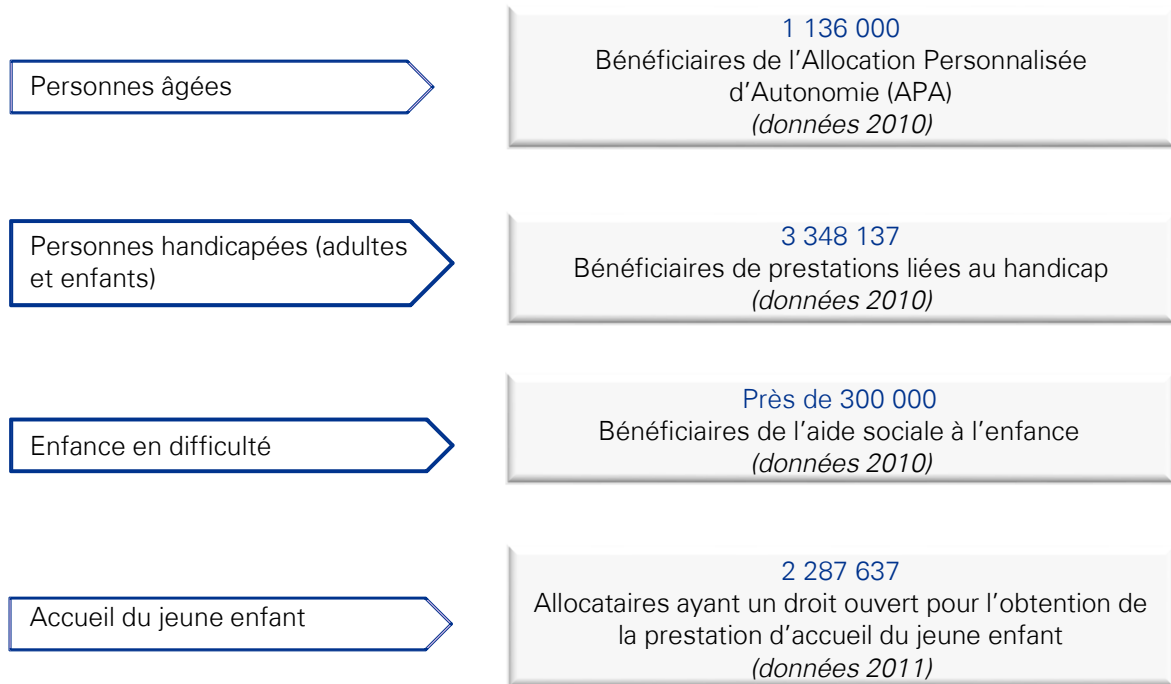 Personnes âgées
1 136 000
Bénéficiaires de l’Allocation Personnalisée
d’Autonomie (APA)
(données 2010)
Personnes handicapées (adultes
et enfants)
3 348 137
Bénéficiaires de prestations liées au handicap
(données 2010)
Enfance en difficulté
Près de 300 000
Bénéficiaires de l’aide sociale à l’enfance
(données 2010)
Accueil du jeune enfant
2 287 637
Allocataires ayant un droit ouvert pour l’obtention de
la prestation d’accueil du jeune enfant
(données 2011)